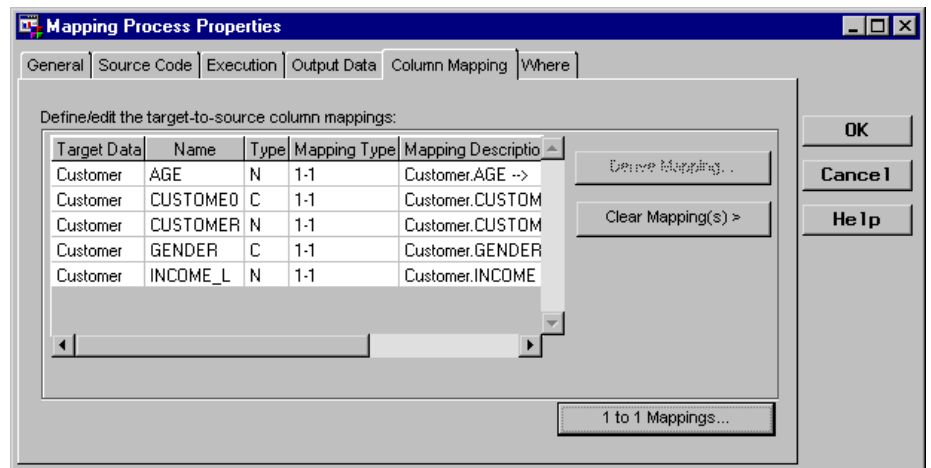 Mapping Process Properties
General Source Code Execution Output Data Column Mapping Where
Define/edit the target-to-source column mappings:
Target Data Name Type Mapping Type Mapping Descriptio
Customer AGE N 1-1 Customer.AGE -->
Customer CUSTOME0 C 1-1 Customer.CUSTOM
Customer CUSTOMER N 1-1 Customer.CUSTOM
Customer GENDER C 1-1 Customer.GENDER
Customer INCOME_L N 1-1 Customer.INCOME
Derive Mapping...
Clear Mapping(s) >
1 to 1 Mappings...
OK
Cancel
Help